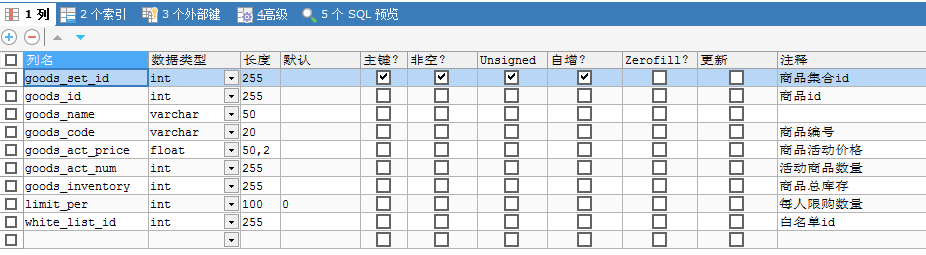 1 列 2 个索引 3 个外部键 4高级 5 个 SQL 预览
列名 数据类型 长度 默认 主键? 非空? Unsigned 自增? Zerofill? 更新 注释
goods_set_id int 255 商品集合id
goods_id int 255 商品id
goods_name varchar 50
goods_code varchar 20 商品编号
goods_act_price float 50,2 商品活动价格
goods_act_num int 255 活动商品数量
goods_inventory int 255 商品总库存
limit_per int 100 0 每人限购数量
white_list_id int 255 白名单id